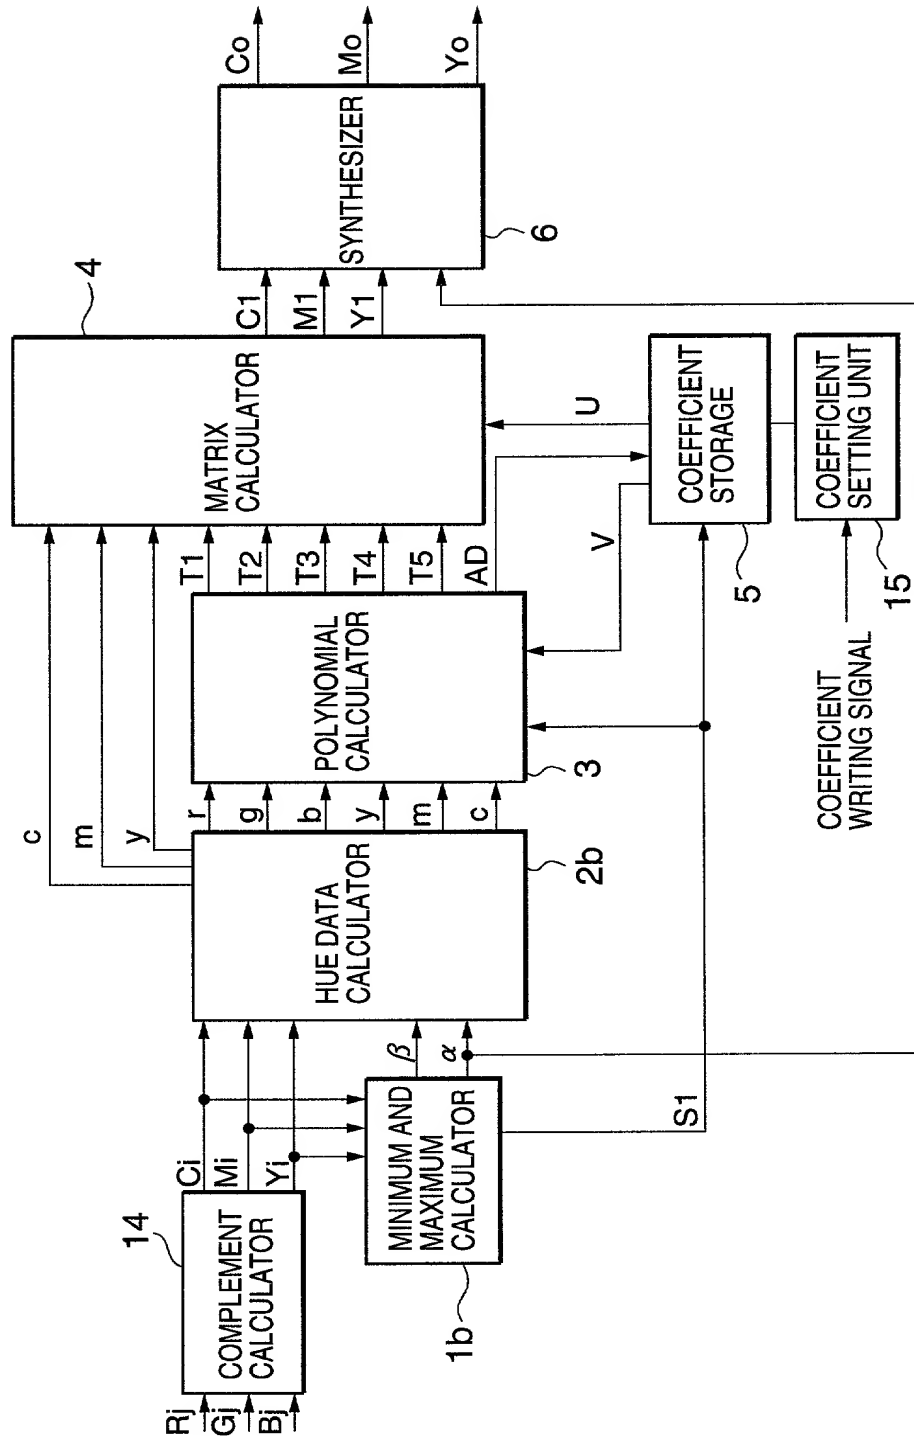 Rj
Gj
Bj
14
COMPLEMENT
CALCULATOR
Ci
Mi
Yi
1b
MINIMUM AND
MAXIMUM
CALCULATOR
β
α
S1
HUE DATA
CALCULATOR
2b
c
m
y
r
g
b
y
m
c
POLYNOMIAL
CALCULATOR
3
T1
T2
T3
T4
T5
AD
V
U
MATRIX
CALCULATOR
4
COEFFICIENT
STORAGE
5
COEFFICIENT
SETTING UNIT
15
COEFFICIENT
WRITING SIGNAL
C1
M1
Y1
SYNTHESIZER
6
Co
Mo
Yo